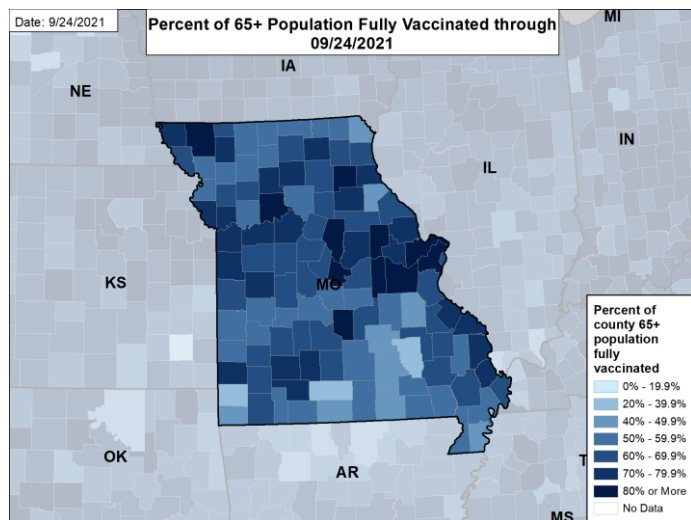 Date: 9/24/2021
Percent of 65+ Population Fully Vaccinated through
09/24/2021
MI
IA
NE
IN
IL
KS
MO
Percent of
county 65+
population
fully
vaccinated
0% - 19.9%
20% - 39.9%
40% - 49.9%
50% - 59.9%
60% - 69.9%
70% - 79.9%
80% or More
No Data
OK
AR
T
MS